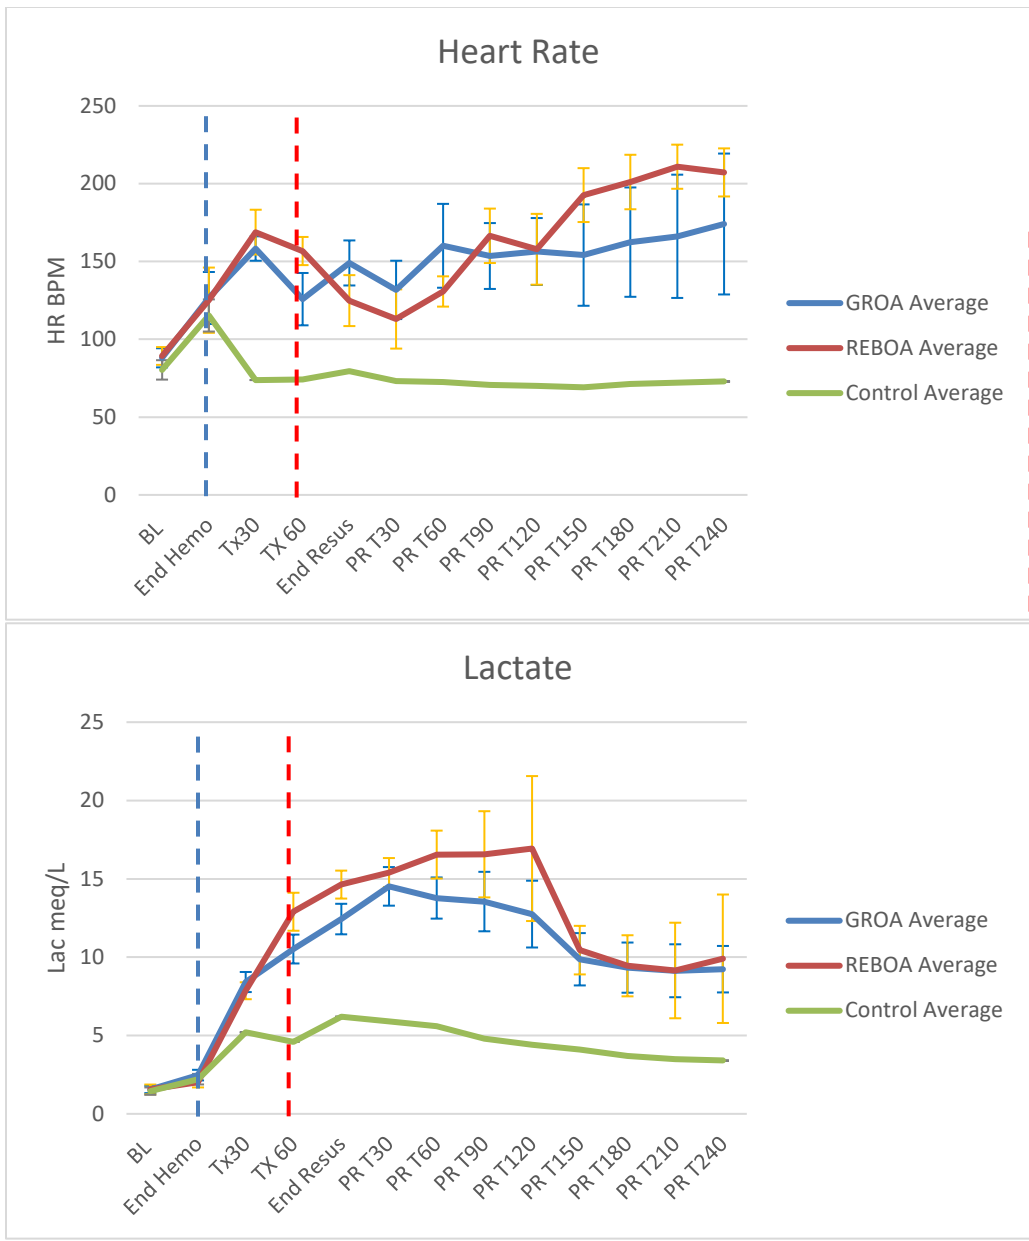 Heart Rate
250
200
150
100
50
0
HR BPM
BL
End Hemo
Tx30
TX 60
End Resus
PR T30
PR T60
PR T90
PR T120
PR T150
PR T180
PR T210
PR T240
GROA Average
REBOA Average
Control Average
Lactate
25
20
15
10
5
0
Lac meq/L
BL
End Hemo
Tx30
TX 60
End Resus
PR T30
PR T60
PR T90
PR T120
PR T150
PR T180
PR T210
PR T240
GROA Average
REBOA Average
Control Average